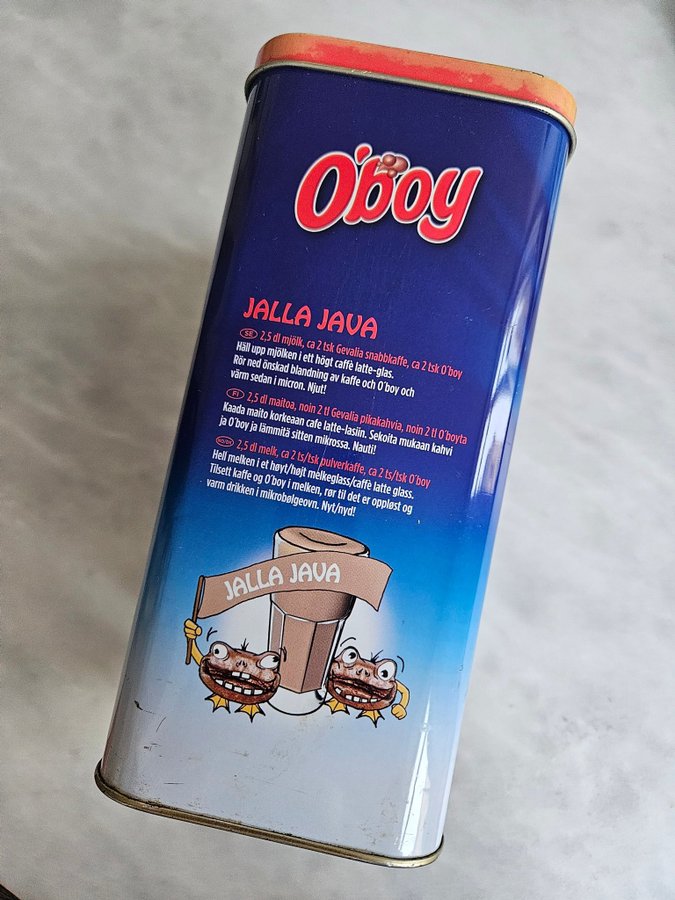 O'boy
JALLA JAVA
SE 2,5 dl mjölk, ca 2 tsk Gevalia snabbkaffe, ca 2 tsk O'boy
Häll upp mjölken i ett högt caffè latte-glas.
Rör ned önskad blandning av kaffe och O'boy och
värm sedan i micron. Njut!
FI 2,5 dl maitoa, noin 2 tl Gevalia pikakahvia, noin 2 tl O'boyta
Kaada maito korkeaan cafe latte-lasiin. Sekoita mukaan kahvi
ja O'boy ja lämmitä sitten mikrossa. Nauti!
NO/DK 2,5 dl melk, ca 2 ts/tsk pulverkaffe, ca 2 ts/tsk O'boy
Hell melken i et høyt/højt melkeglass/caffè latte glass.
Tilsett kaffe og O'boy i melken, rør til det er oppløst og
varm drikken i mikrobølgeovn. Nyt/nyd!
JALLA JAVA